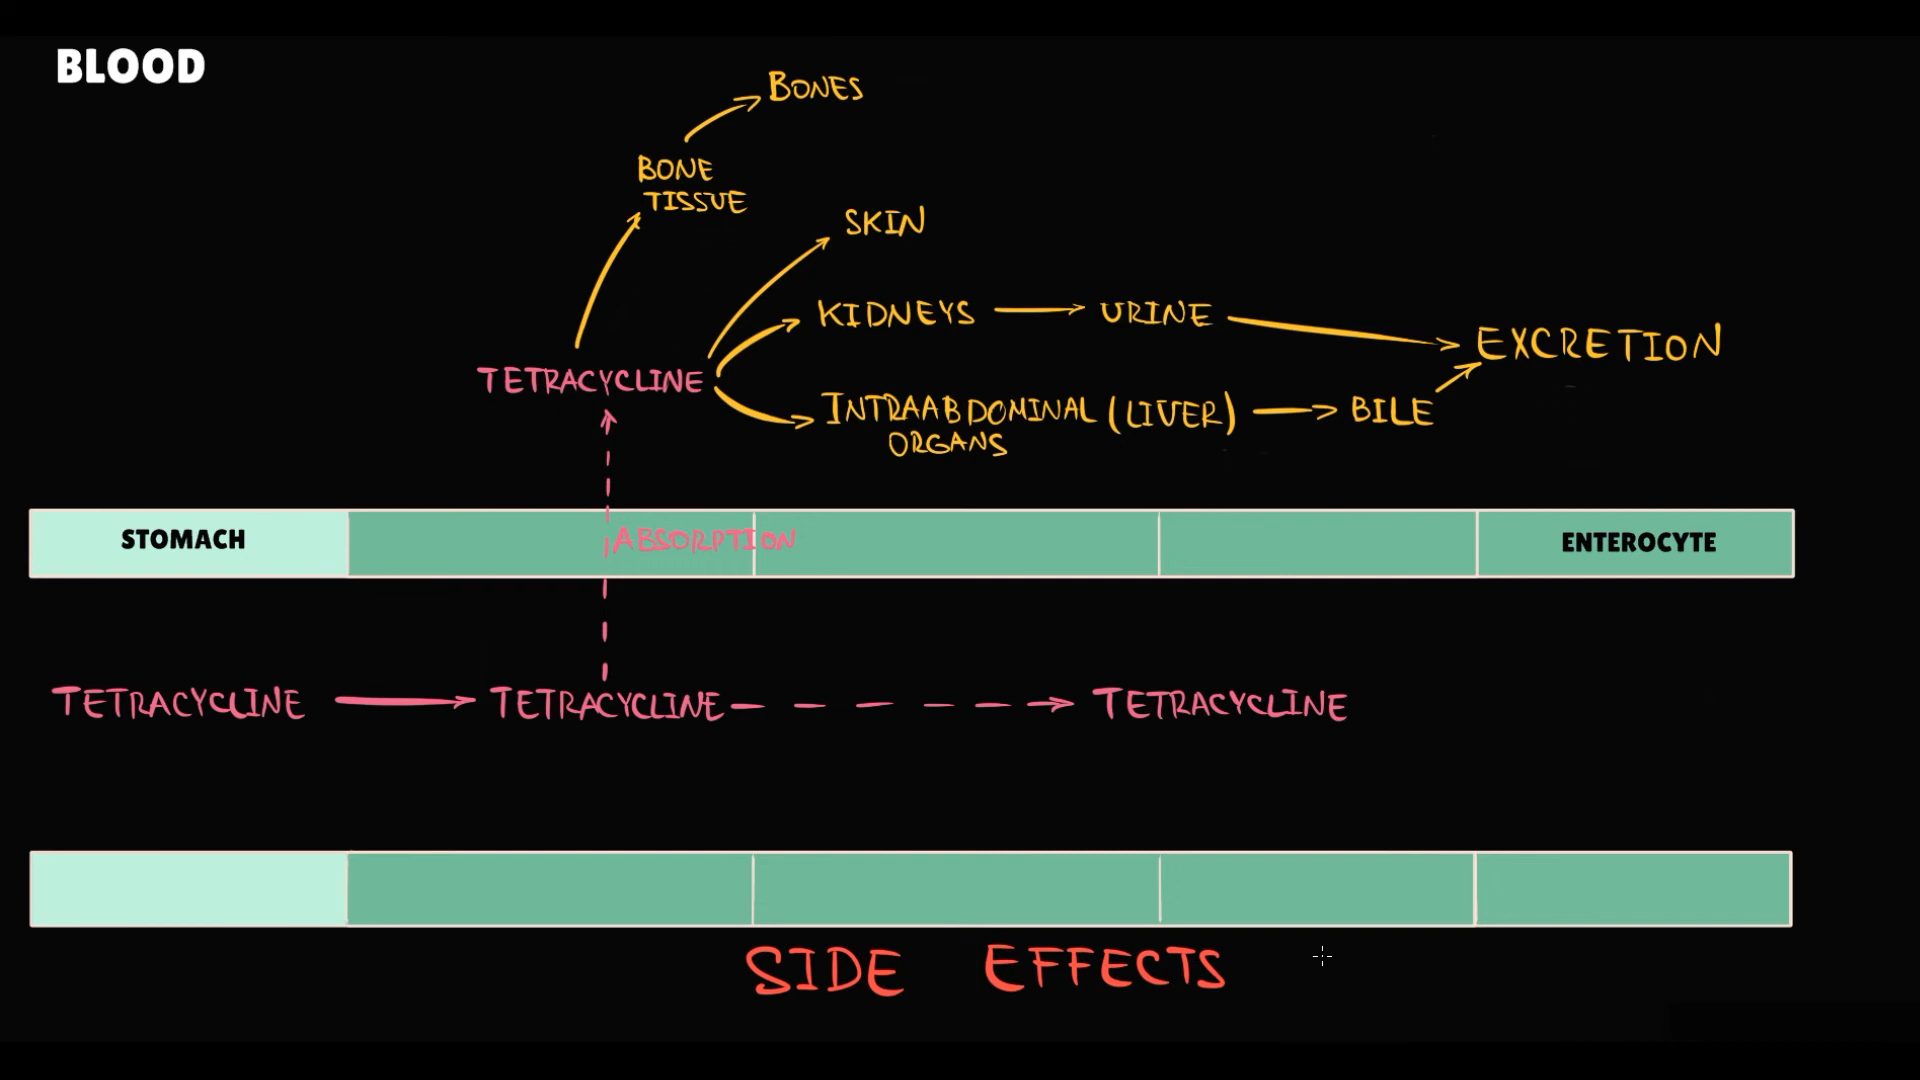 BLOOD
BONES
BONE
TISSUE
SKIN
KIDNEYS
URINE
EXCRETION
TETRACYCLINE
INTRAABDOMINAL (LIVER)
ORGANS
BILE
STOMACH
ABSORPTION
ENTEROCYTE
TETRACYCLINE
TETRACYCLINE
TETRACYCLINE
SIDE EFFECTS